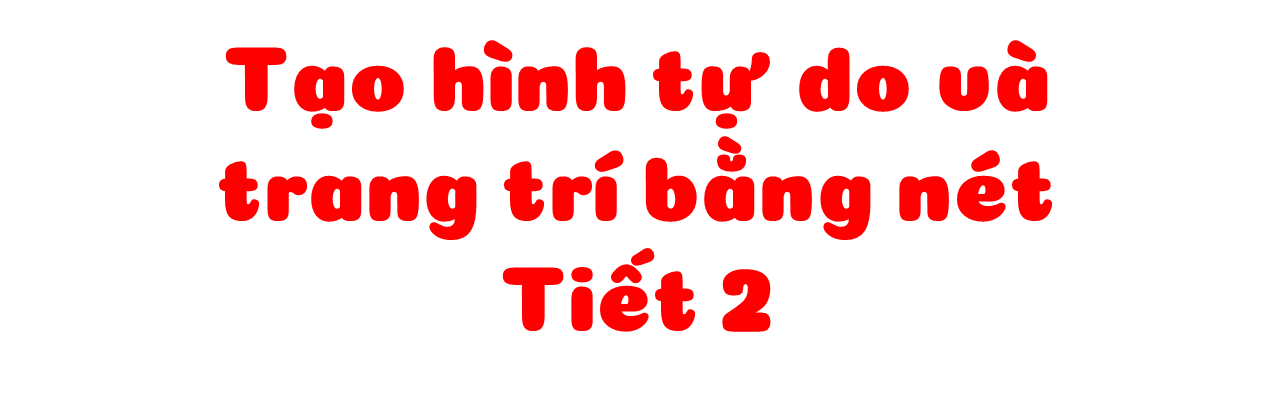 Tạo hình tự do và
trang trí bằng nét
Tiết 2